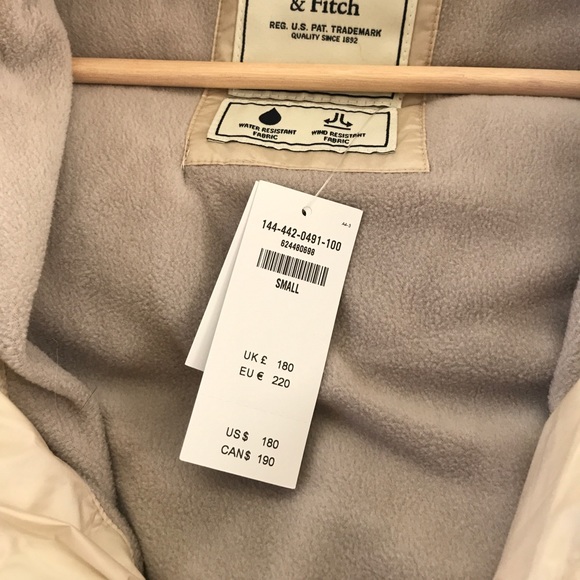 & Fitch
REG. U.S. PAT. TRADEMARK
QUALITY SINCE 1892
WATER RESISTANT
FABRIC
WIND RESISTANT
FABRIC
144-442-0491-100
624480698
SMALL
UK £ 180
EU € 220
US $ 180
CAN $ 190